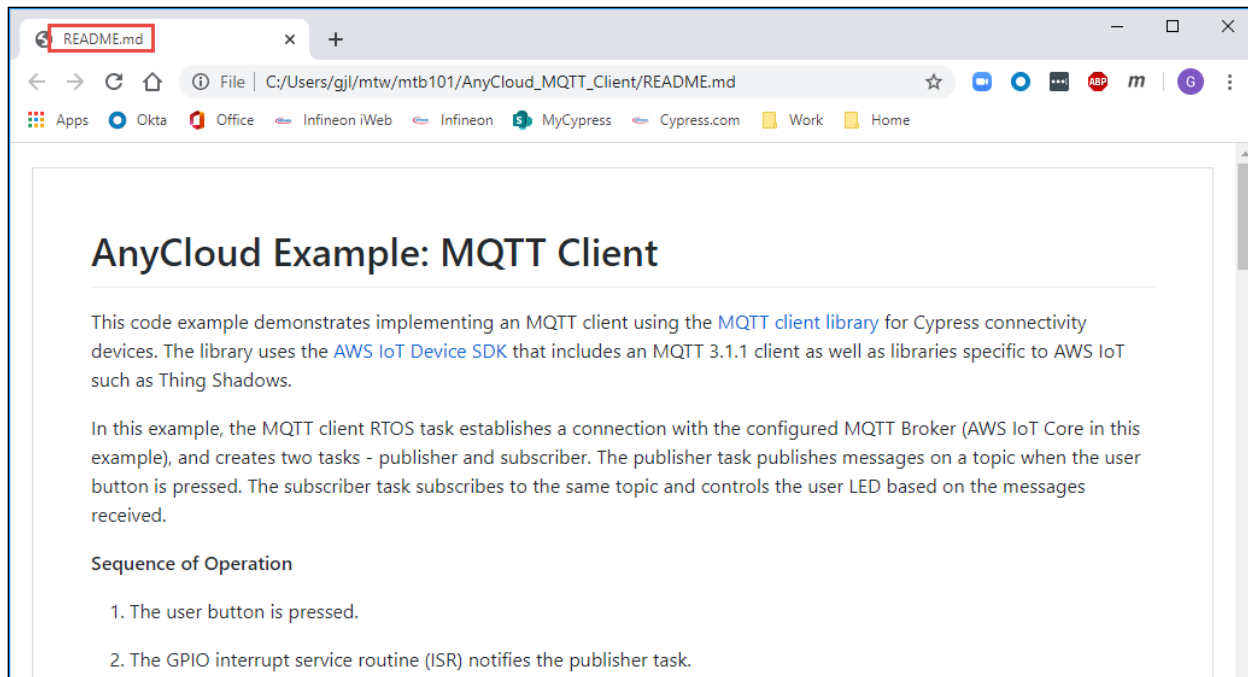 README.md
File | C:/Users/gjl/mtw/mtb101/AnyCloud_MQTT_Client/README.md ABP m G
Apps Okta Office Infineon iWeb Infineon MyCypress Cypress.com Work Home
AnyCloud Example: MQTT Client
This code example demonstrates implementing an MQTT client using the MQTT client library for Cypress connectivity
devices. The library uses the AWS IoT Device SDK that includes an MQTT 3.1.1 client as well as libraries specific to AWS IoT
such as Thing Shadows.
In this example, the MQTT client RTOS task establishes a connection with the configured MQTT Broker (AWS IoT Core in this
example), and creates two tasks - publisher and subscriber. The publisher task publishes messages on a topic when the user
button is pressed. The subscriber task subscribes to the same topic and controls the user LED based on the messages
received.
Sequence of Operation
1. The user button is pressed.
2. The GPIO interrupt service routine (ISR) notifies the publisher task.